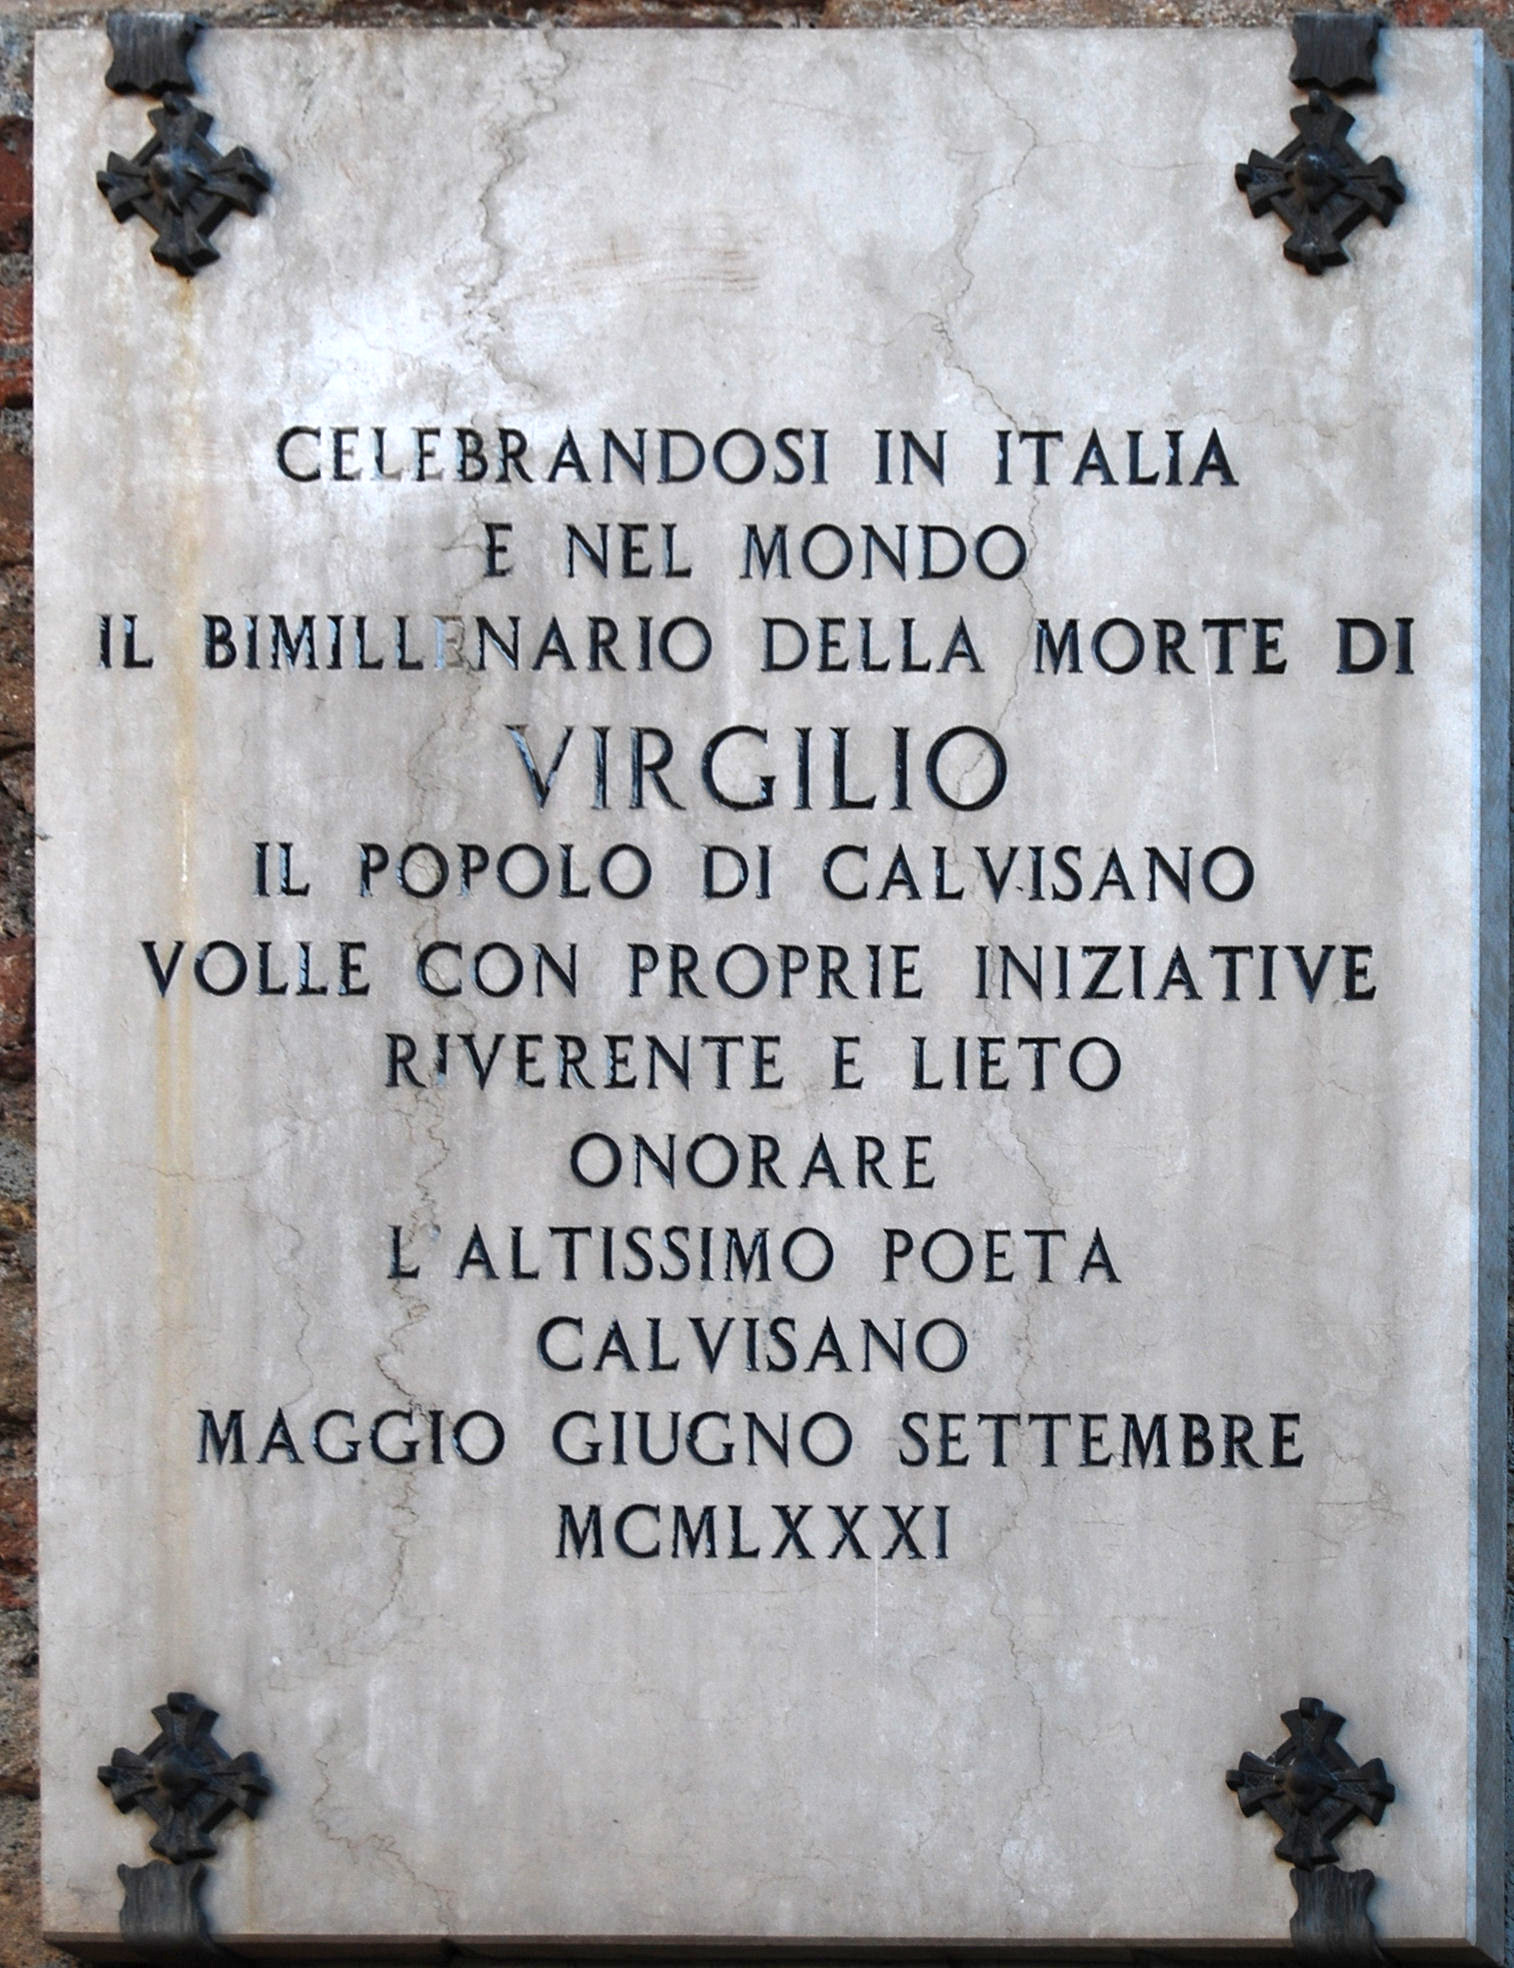 CELEBRANDOSI IN ITALIA
E NEL MONDO
IL BIMILLENARIO DELLA MORTE DI
VIRGILIO
IL POPOLO DI CALVISANO
VOLLE CON PROPRIE INIZIATIVE
RIVERENTE E LIETO
ONORARE
L'ALTISSIMO POETA
CALVISANO
MAGGIO GIUGNO SETTEMBRE
MCMLXXXI